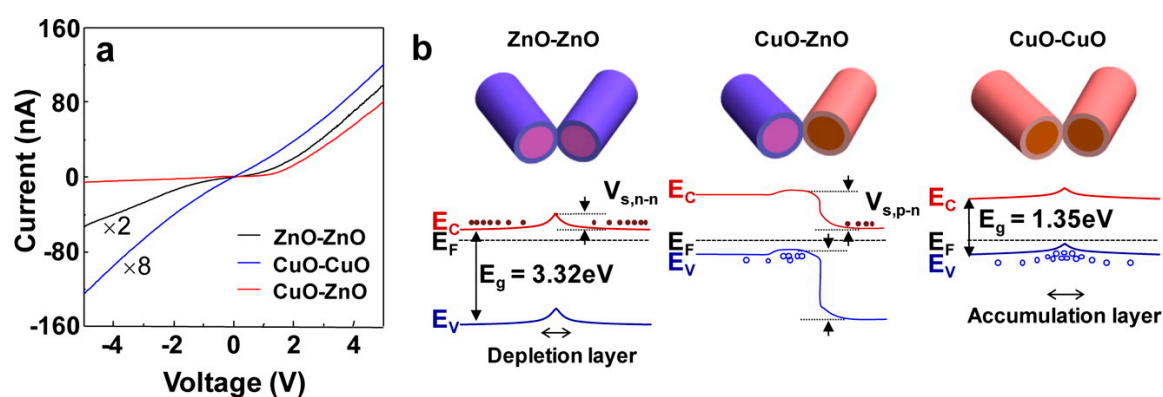 a
160
80
0
-80
-160
Current (nA)
-4
-2
0
2
4
Voltage (V)
×2
×8
ZnO-ZnO
CuO-CuO
CuO-ZnO
b
ZnO-ZnO
CuO-ZnO
CuO-CuO
EC
EF
Eg = 3.32eV
EV
Vs,n-n
Depletion layer
EC
EF
EV
Vs,p-n
EC
Eg = 1.35eV
EF
EV
Accumulation layer